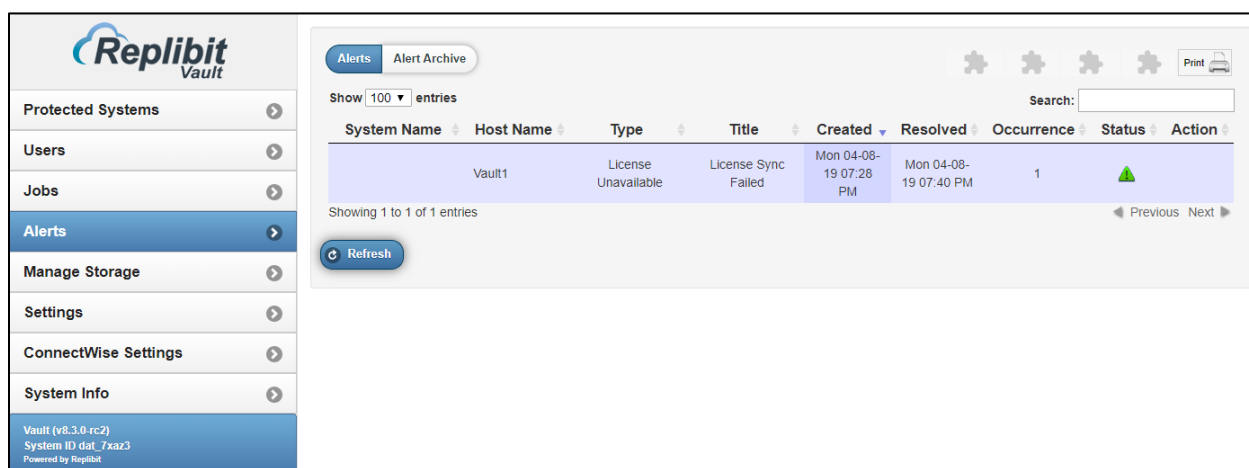 Replibit
Vault
Protected Systems
Users
Jobs
Alerts
Manage Storage
Settings
ConnectWise Settings
System Info
Vault (v8.3.0-rc2)
System ID dat_7xaz3
Powered by Replibit
Alerts Alert Archive
Print
Show 100 entries
Search:
System Name Host Name Type Title Created Resolved Occurrence Status Action
Vault1 License Unavailable License Sync Failed Mon 04-08-19 07:28 PM Mon 04-08-19 07:40 PM 1
Showing 1 to 1 of 1 entries
Previous Next
Refresh